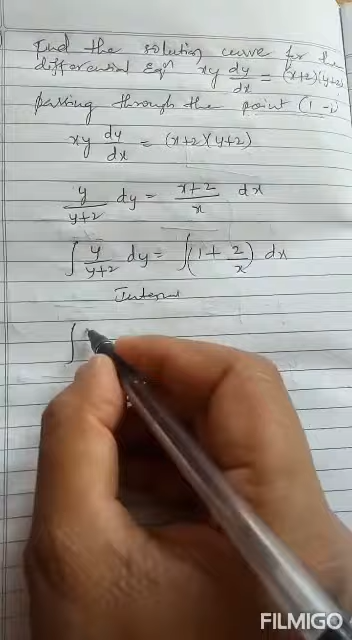 Find the solution curve for the
differential Eqn xy dy/dx = (x+2)(y+2)
passing through the point (1 -1)
xy dy/dx = (x+2)(y+2)
y/y+2 dy = x+2/x dx
∫ y/y+2 dy = ∫(1 + 2/x) dx
∫
FILMIGO